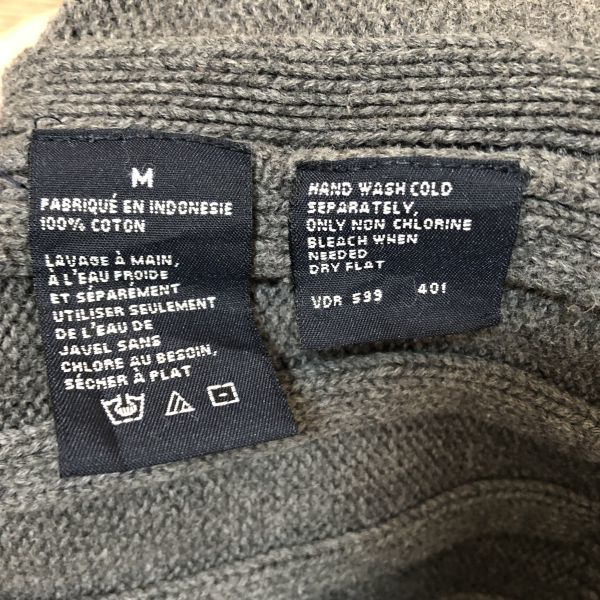 M
FABRIQUÉ EN INDONESIE
100% COTON
LAVAGE À MAIN,
À L'EAU FROIDE
ET SÉPARÉMENT
UTILISER SEULEMENT
DE L'EAU DE
JAVEL SANS
CHLORE AU BESOIN,
SÉCHER À PLAT
HAND WASH COLD
SEPARATELY,
ONLY NON CHLORINE
BLEACH WHEN
NEEDED
DRY FLAT
VDR 599 401